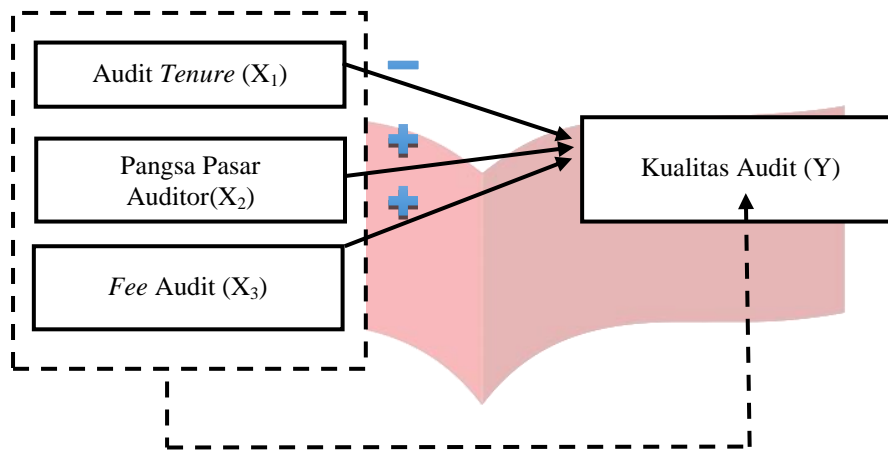 Audit Tenure (X₁)
Pangsa Pasar
Auditor(X₂)
Fee Audit (X₃)
Kualitas Audit (Y)